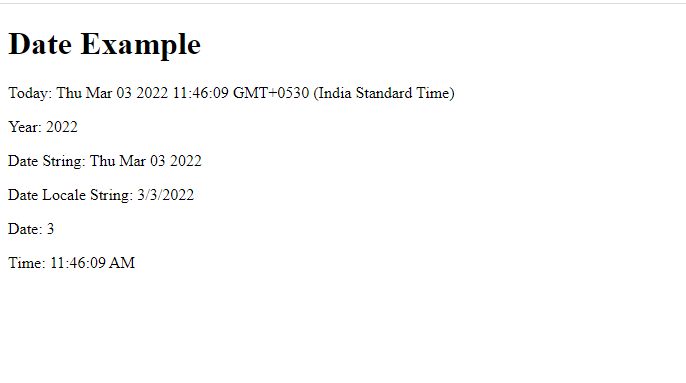 Date Example
Today: Thu Mar 03 2022 11:46:09 GMT+0530 (India Standard Time)
Year: 2022
Date String: Thu Mar 03 2022
Date Locale String: 3/3/2022
Date: 3
Time: 11:46:09 AM